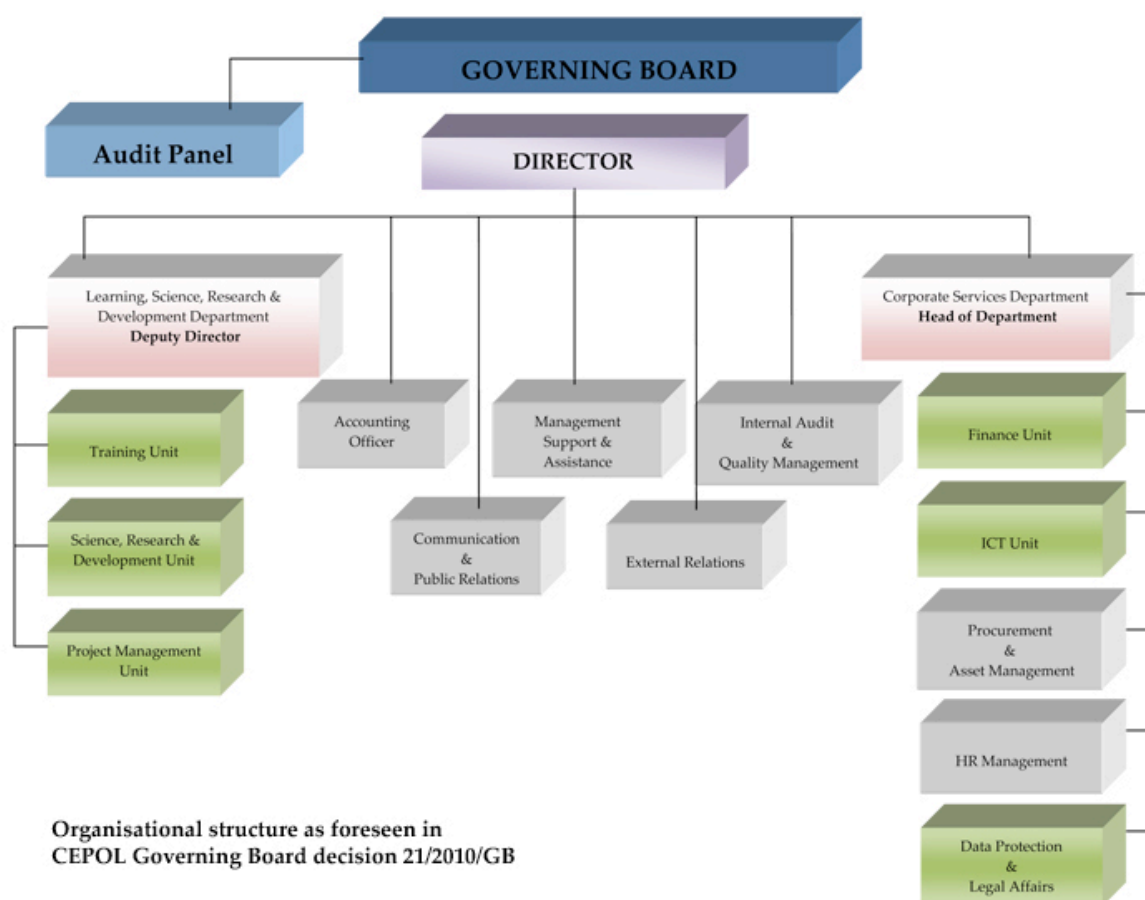 GOVERNING BOARD
Audit Panel
DIRECTOR
Learning, Science, Research &
Development Department
Deputy Director
Corporate Services Department
Head of Department
Training Unit
Science, Research &
Development Unit
Project Management
Unit
Accounting
Officer
Management
Support &
Assistance
Internal Audit
&
Quality Management
Communication
&
Public Relations
External Relations
Finance Unit
ICT Unit
Procurement
&
Asset Management
HR Management
Data Protection
&
Legal Affairs
Organisational structure as foreseen in
CEPOL Governing Board decision 21/2010/GB